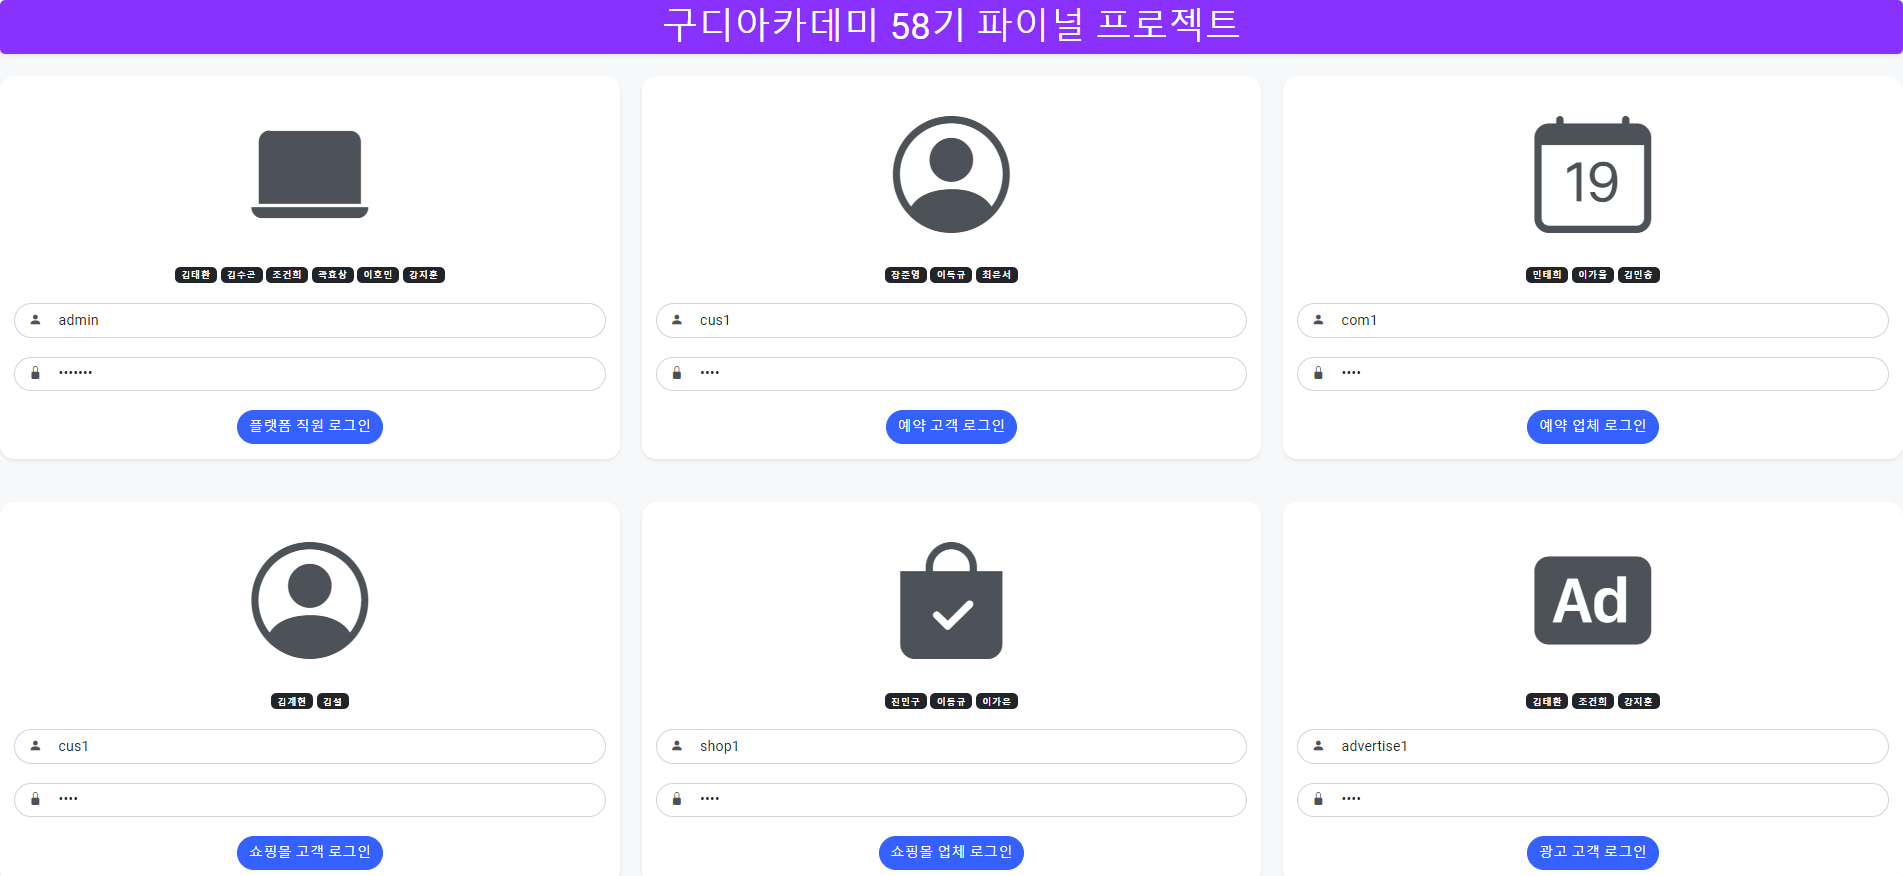 구디아카데미 58기 파이널 프로젝트
19
김태환 김수곤 조건희 곽효상 이호민 강지훈
장준영 이득규 최은서
민태희 이가을 김민송
admin
cus1
com1
•••••••
••••
••••
플랫폼 직원 로그인
예약 고객 로그인
예약 업체 로그인
Ad
김계현 김설
진민구 이득규 이가은
김태환 조건희 강지훈
cus1
shop1
advertise1
••••
••••
••••
쇼핑몰 고객 로그인
쇼핑몰 업체 로그인
광고 고객 로그인